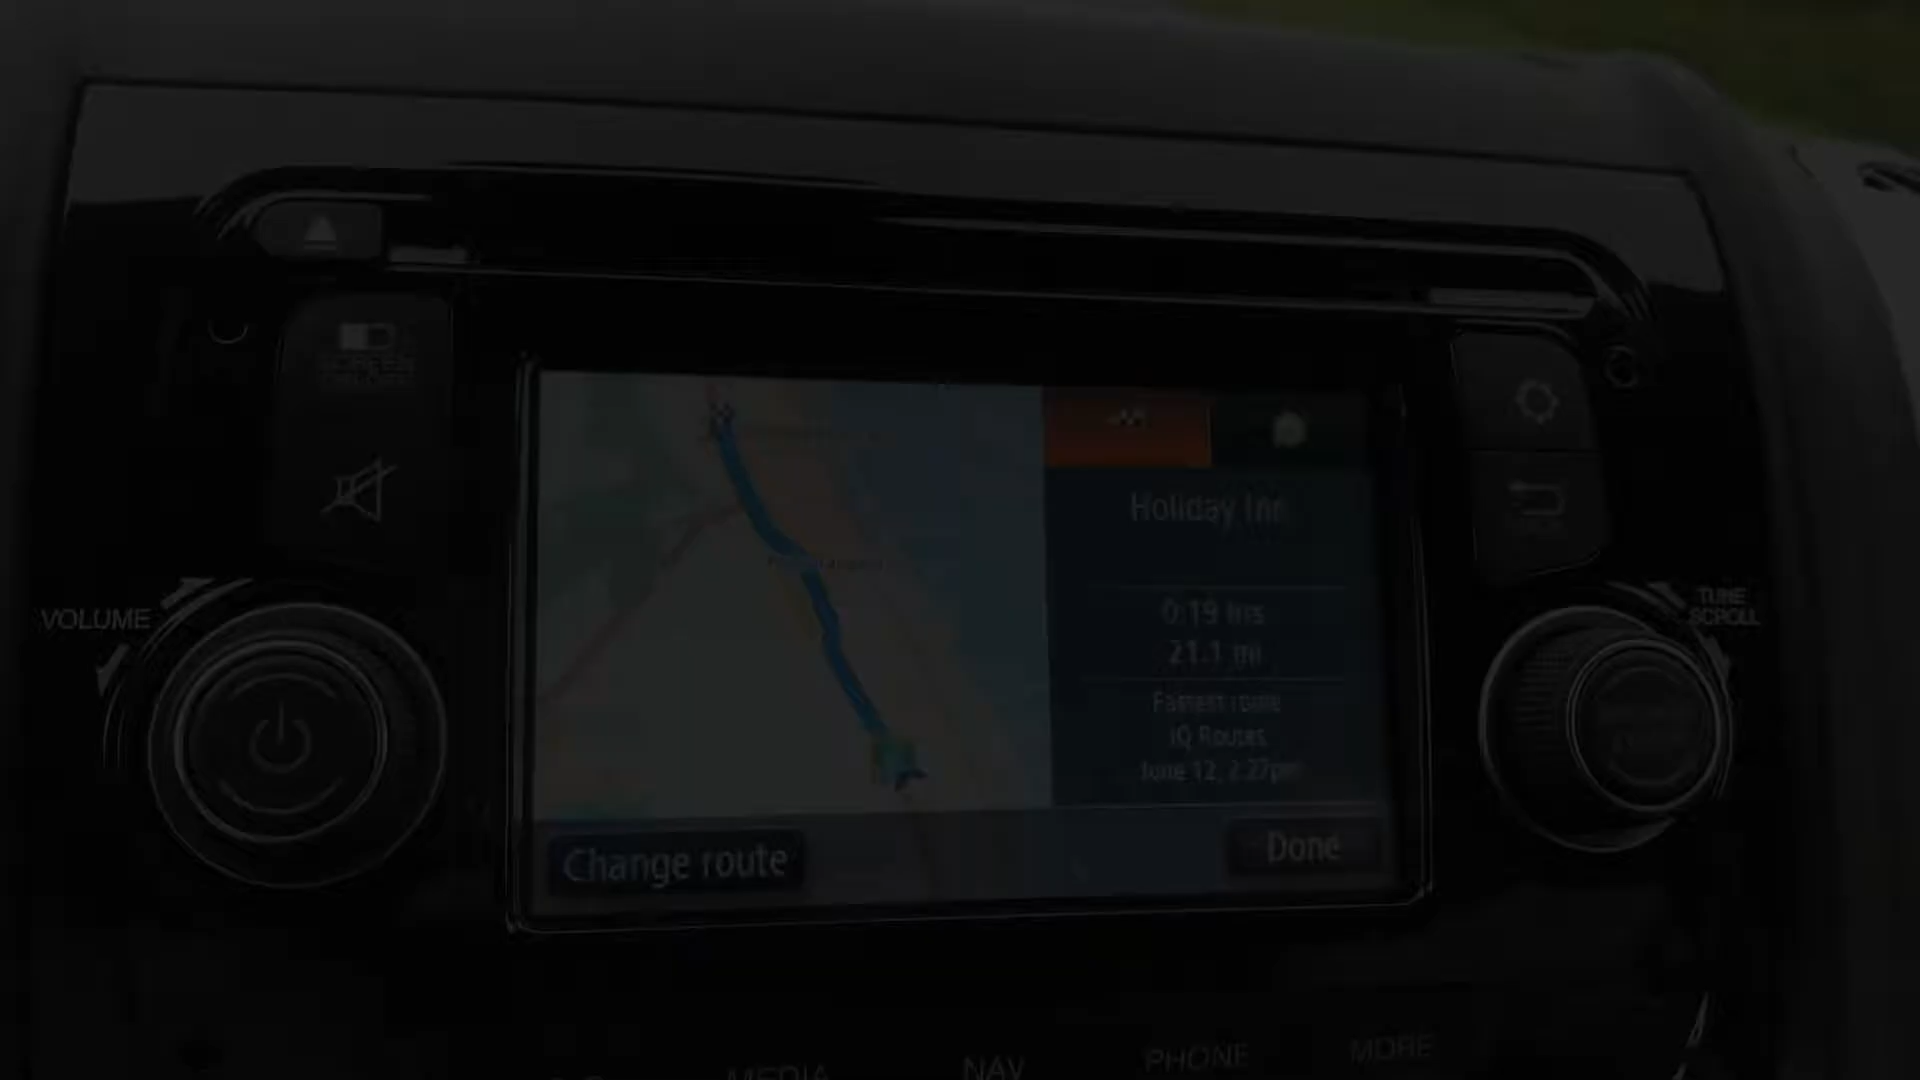 VOLUME
TUNE
SCROLL
Holiday Inn
0:19 hrs
21.1 mi
Fastest route
IQ Routes
June 12, 2:27pm
Change route
Done
MEDIA
NAV
PHONE
MORE